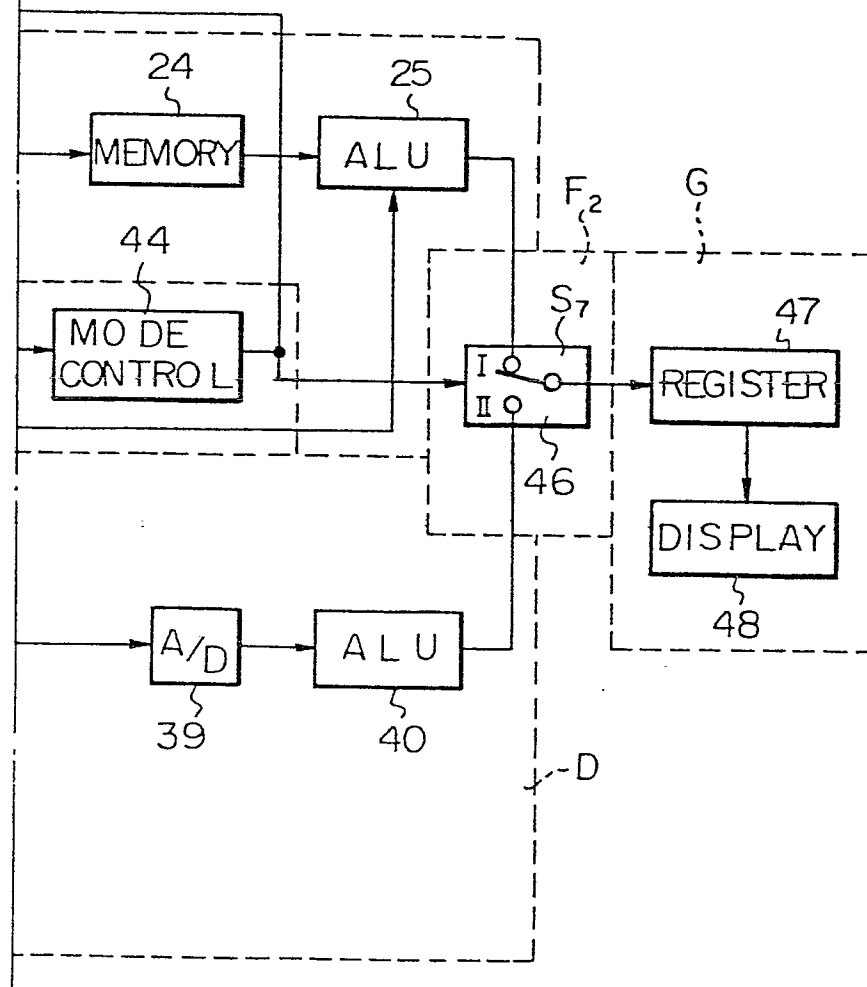 24
MEMORY
25
ALU
F2
G
44
MODE
CONTROL
S7
I
II
46
47
REGISTER
DISPLAY
48
A/D
39
ALU
40
D